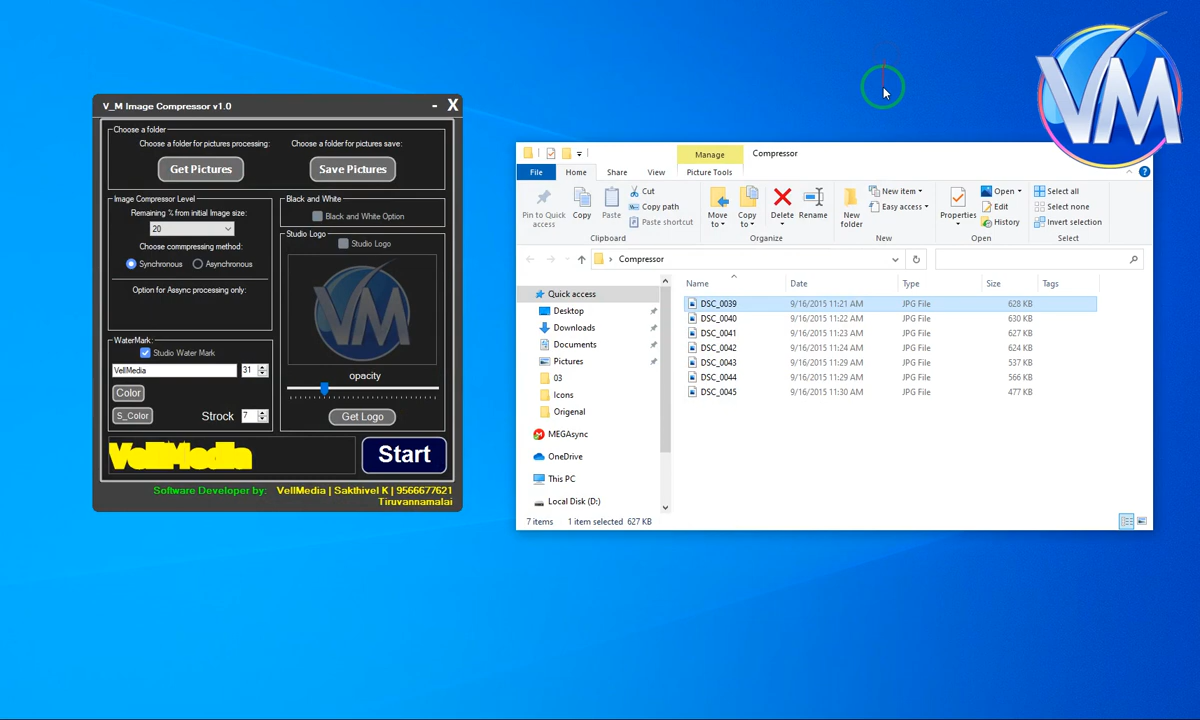 V_M Image Compressor v1.0
- X
Choose a folder
Choose a folder for pictures processing:
Choose a folder for pictures save:
Get Pictures
Save Pictures
Image Compressor Level
Remaining % from initial Image size:
20
Choose commpressing method:
Synchronous
Asynchronous
Option for Assync processing only:
Black and White
Black and White Option
Studio Logo:
Studio Logo
VM
opacity
Get Logo
WaterMark:
Studio Water Mark
VellMedia
31
Color
S_Color
Strock
7
VellMedia
Start
Software Developer by:
VellMedia | Sakthivel K | 9566677621
Tiruvannamalai
VM
Manage
Compressor
File
Home
Share
View
Picture Tools
Pin to Quick access
Copy
Paste
Cut
Copy path
Paste shortcut
Clipboard
Move to
Copy to
Delete
Rename
Organize
New folder
New item
Easy access
New
Properties
Open
Edit
History
Open
Select all
Select none
Invert selection
Select
Compressor
Quick access
Desktop
Downloads
Documents
Pictures
03
Icons
Origenal
MEGAsync
OneDrive
This PC
Local Disk (D:)
Name
Date
Type
Size
Tags
DSC_0039 9/16/2015 11:21 AM JPG File 628 KB
DSC_0040 9/16/2015 11:22 AM JPG File 630 KB
DSC_0041 9/16/2015 11:23 AM JPG File 627 KB
DSC_0042 9/16/2015 11:24 AM JPG File 624 KB
DSC_0043 9/16/2015 11:29 AM JPG File 537 KB
DSC_0044 9/16/2015 11:29 AM JPG File 566 KB
DSC_0045 9/16/2015 11:30 AM JPG File 477 KB
7 items
1 item selected 627 KB